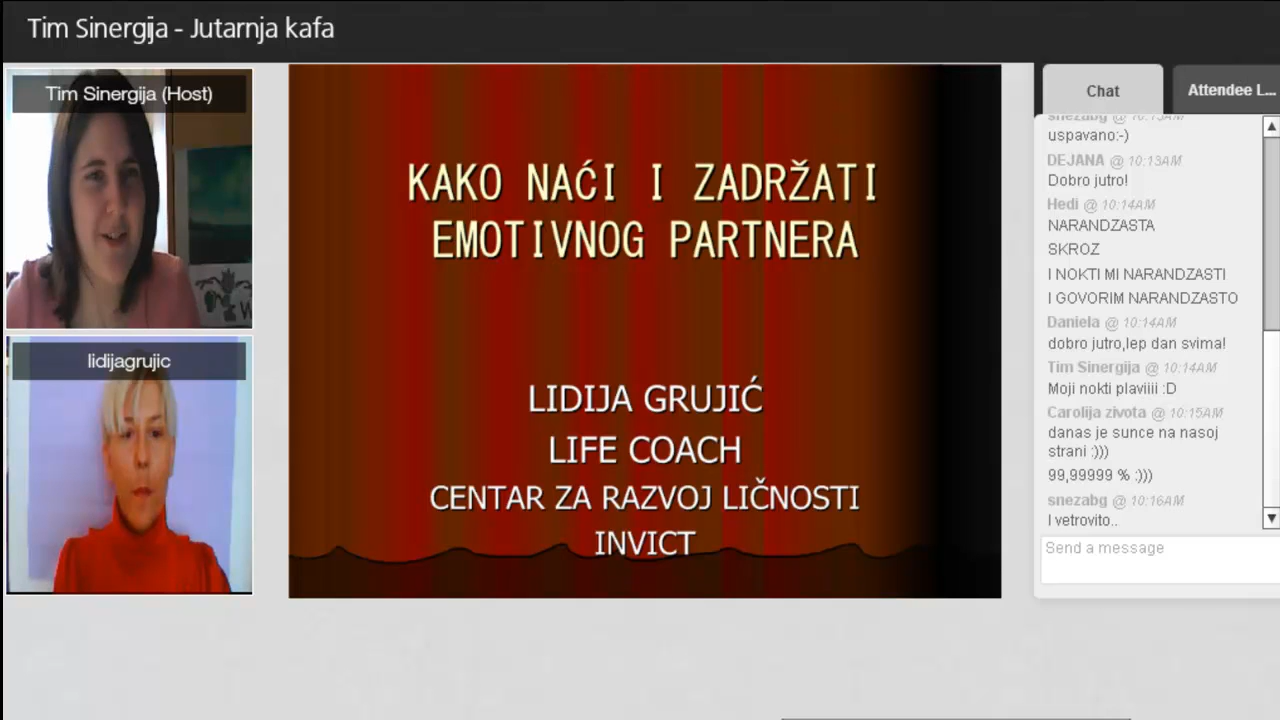 Tim Sinergija - Jutarnja kafa
Tim Sinergija (Host)
lidijagrujic
KAKO NAĆI I ZADRŽATI
EMOTIVNOG PARTNERA
LIDIJA GRUJIĆ
LIFE COACH
CENTAR ZA RAZVOJ LIČNOSTI
INVICT
Chat
Attendee L...
snezabg @ 10:13AM
uspavano:-)
DEJANA @ 10:13AM
Dobro jutro!
Hedi @ 10:14AM
NARANDZASTA
SKROZ
I NOKTI MI NARANDZASTI
I GOVORIM NARANDZASTO
Daniela @ 10:14AM
dobro jutro,lep dan svima!
Tim Sinergija @ 10:14AM
Moji nokti plaviiii :D
Carolija zivota @ 10:15AM
danas je sunce na nasoj
strani :)))
99,99999 % :)))
snezabg @ 10:16AM
I vetrovito..
Send a message